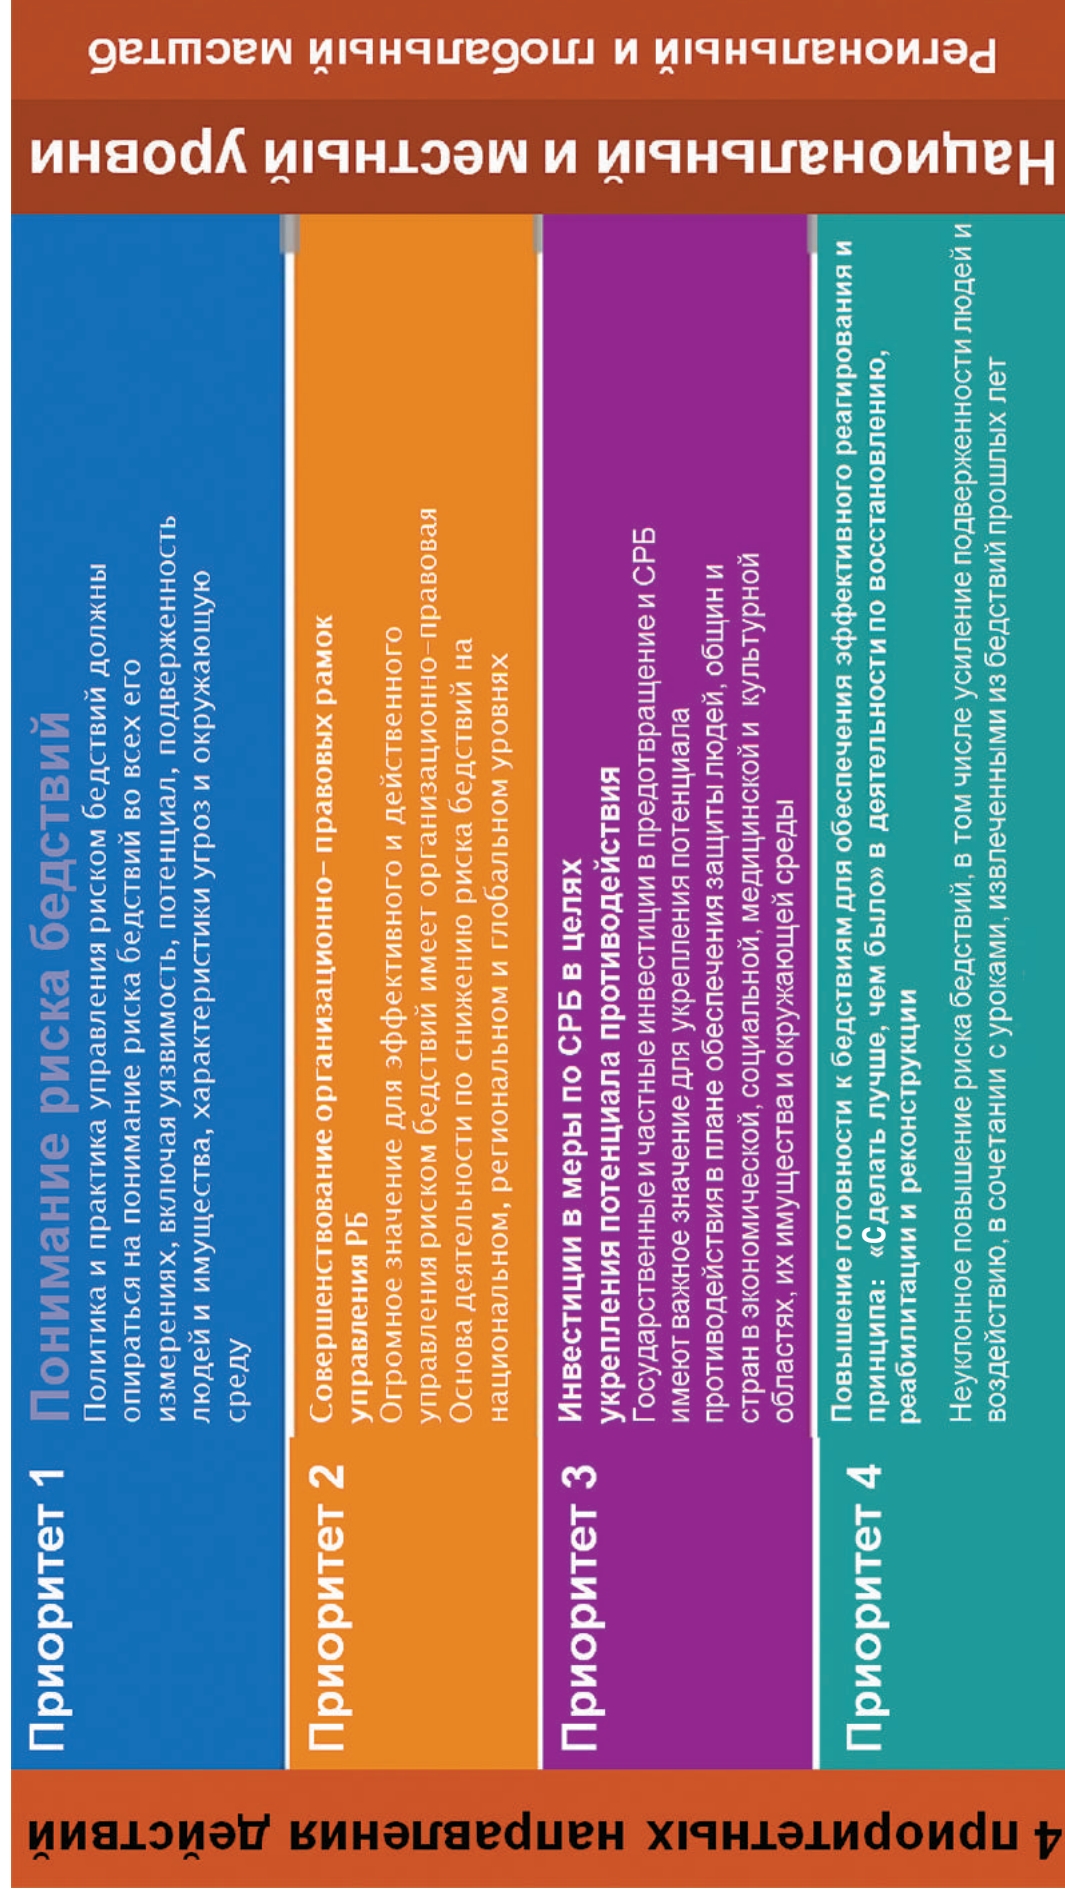 4 приоритетных направления действий
Приоритет 1
Понимание риска бедствий
Политика и практика управления риском бедствий должны
опираться на понимание риска бедствий во всех его
измерениях, включая уязвимость, потенциал, подверженность
людей и имущества, характеристики угроз и окружающую
среду
Приоритет 2
Совершенствование организационно– правовых рамок
управления РБ
Огромное значение для эффективного и действенного
управления риском бедствий имеет организационно–правовая
Основа деятельности по снижению риска бедствий на
национальном, региональном и глобальном уровнях
Приоритет 3
Инвестиции в меры по СРБ в целях
укрепления потенциала противодействия
Государственные и частные инвестиции в предотвращение и СРБ
имеют важное значение для укрепления потенциала
противодействия в плане обеспечения защиты людей, общин и
стран в экономической, социальной, медицинской и культурной
областях, их имущества и окружающей среды
Приоритет 4
Повышение готовности к бедствиям для обеспечения эффективного реагирования и
принципа: «Сделать лучше, чем было» в деятельности по восстановлению,
реабилитации и реконструкции
Неуклонное повышение риска бедствий, в том числе усиление подверженности людей и
воздействию, в сочетании с уроками, извлеченными из бедствий прошлых лет
Национальный и местный уровни
Региональный и глобальный масштаб